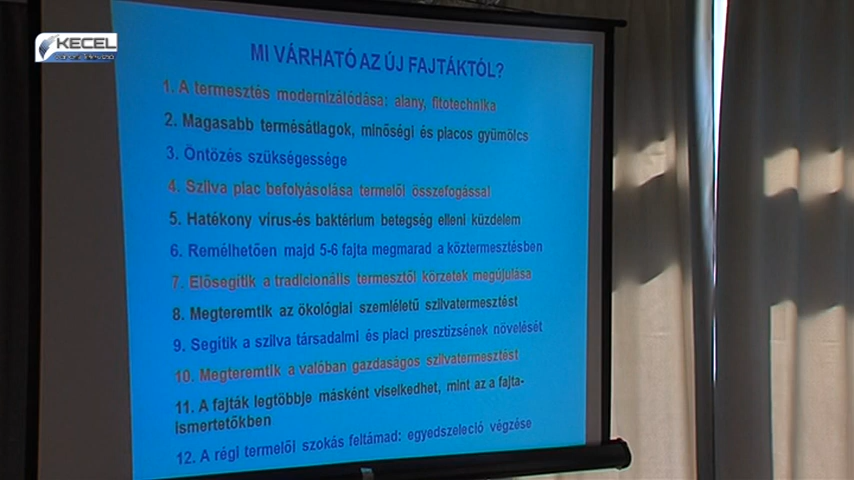 KECEL
MI VÁRHATÓ AZ ÚJ FAJTÁKTÓL?
1. A termesztés modernizálódása: alany, fitotechnika
2. Magasabb termésátlagok, minőségi és piacos gyümölcs
3. Öntözés szükségessége
4. Szilva piac befolyásolása termelői összefogással
5. Hatékony vírus-és baktérium betegség elleni küzdelem
6. Remélhetően majd 5-6 fajta megmarad a köztermesztésben
7. Elősegítik a tradicionális termesztői körzetek megújulása
8. Megteremtik az ökológiai szemléletű szilvatermesztést
9. Segítik a szilva társadalmi és piaci presztizsének növelését
10. Megteremtik a valóban gazdaságos szilvatermesztést
11. A fajták legtöbbje másként viselkedhet, mint az a fajta-
ismertetőkben
12. A régi termelői szokás feltámad: egyedszeleció végzése